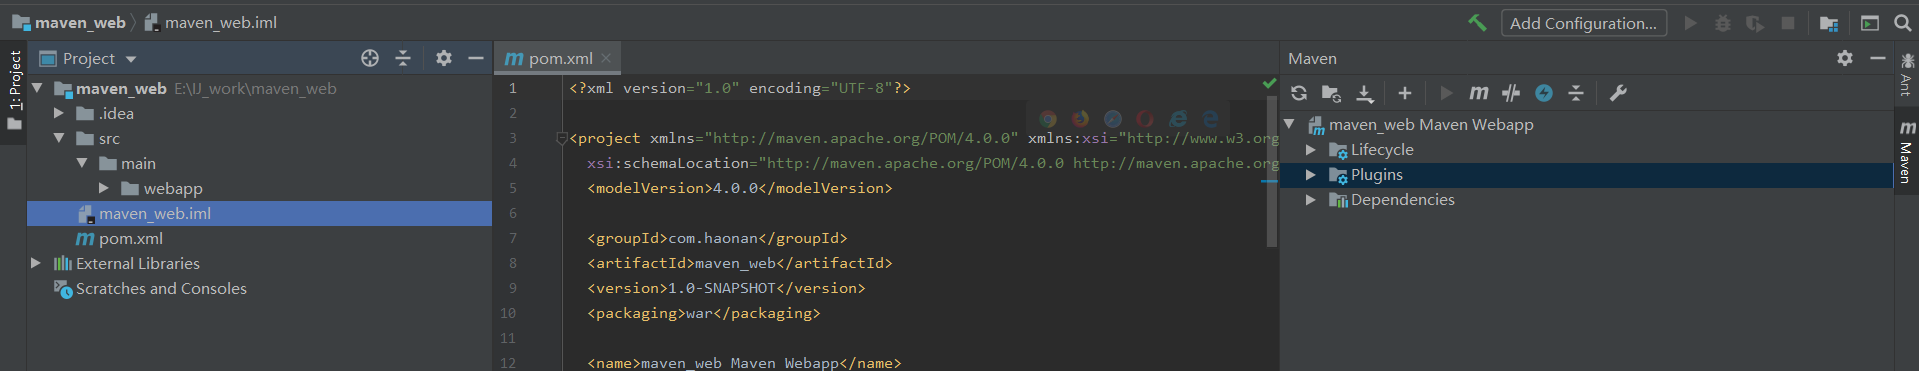 maven_web
maven_web.iml
Add Configuration...
1: Project
Project
maven_web E:\IJ_work\maven_web
.idea
src
main
webapp
maven_web.iml
pom.xml
External Libraries
Scratches and Consoles
pom.xml
1 <?xml version="1.0" encoding="UTF-8"?>
2
3 <project xmlns="http://maven.apache.org/POM/4.0.0" xmlns:xsi="http://www.w3.org
4 xsi:schemaLocation="http://maven.apache.org/POM/4.0.0 http://maven.apache.org
5 <modelVersion>4.0.0</modelVersion>
6
7 <groupId>com.haonan</groupId>
8 <artifactId>maven_web</artifactId>
9 <version>1.0-SNAPSHOT</version>
10 <packaging>war</packaging>
11
12 <name>maven_web Maven Webapp</name>
Maven
maven_web Maven Webapp
Lifecycle
Plugins
Dependencies
Ant
Maven